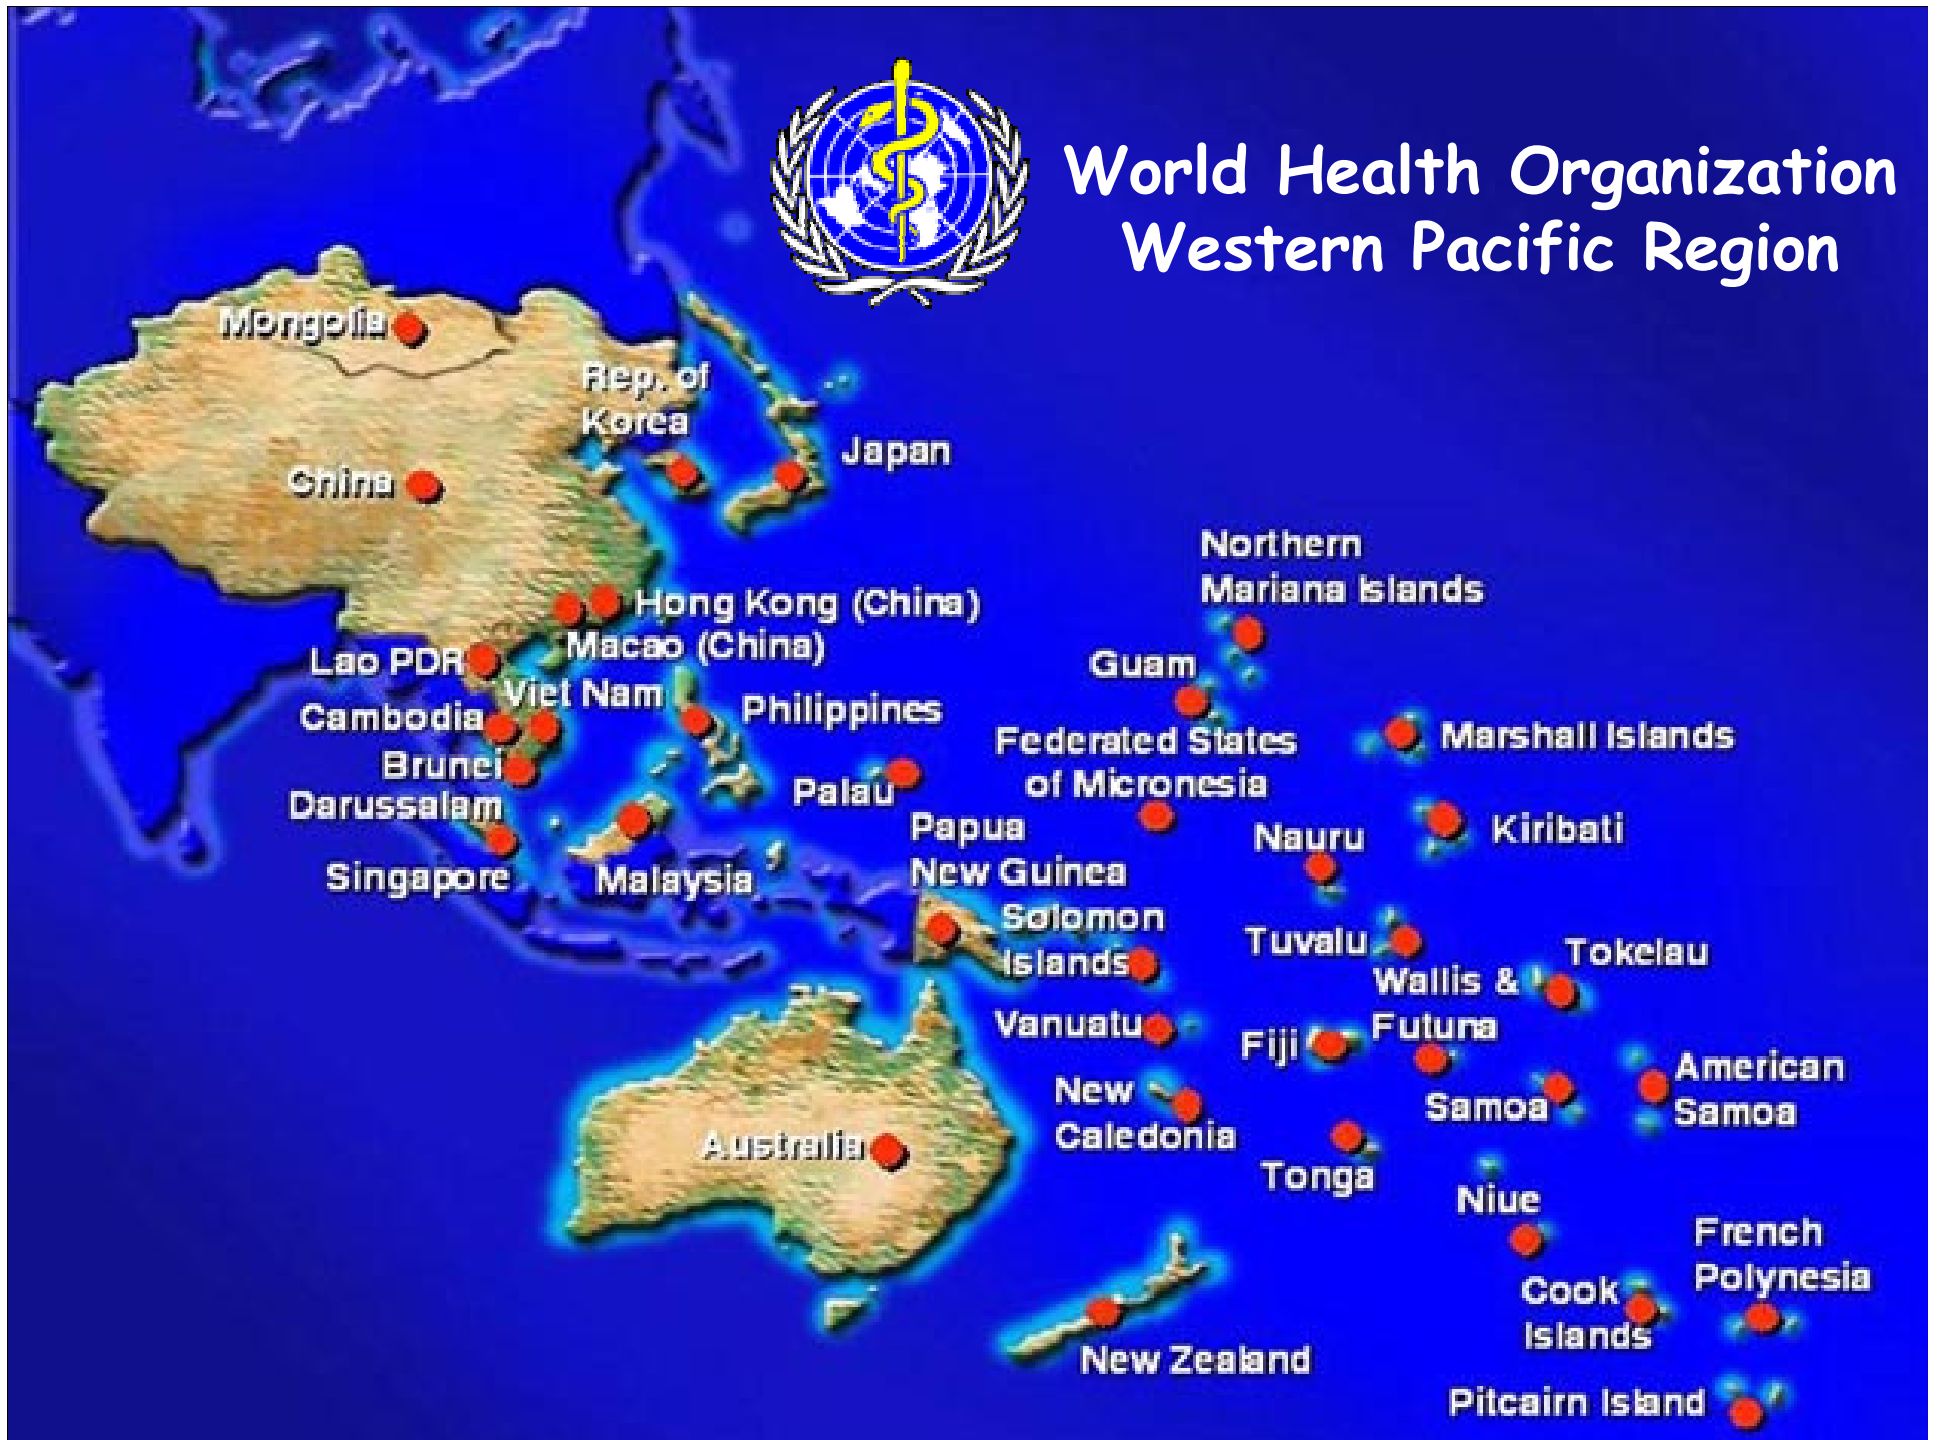 World Health Organization
Western Pacific Region
Mongolia
Rep. of
Korea
Japan
China
Northern
Mariana Islands
Hong Kong (China)
Macao (China)
Lao PDR
Guam
Viet Nam
Cambodia
Philippines
Federated States
of Micronesia
Marshall Islands
Brunei
Darussalam
Palau
Papua
New Guinea
Nauru
Kiribati
Singapore
Malaysia
Solomon
Islands
Tuvalu
Tokelau
Wallis &
Futuna
Vanuatu
Fiji
American
Samoa
New
Caledonia
Samoa
Australia
Tonga
Niue
French
Polynesia
Cook
Islands
New Zealand
Pitcairn Island